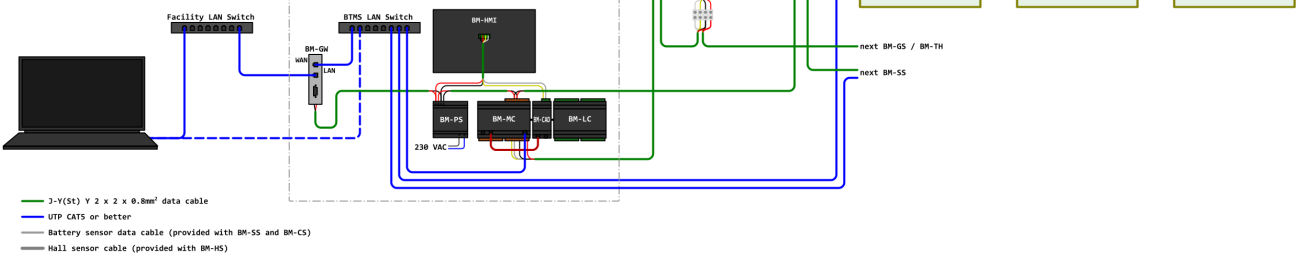 Facility LAN Switch
BTMS LAN Switch
BM-HMI
BM-GW
WAN
LAN
next BM-GS / BM-TH
next BM-SS
BM-PS
BM-MC
BM-CAO
BM-LC
230 VAC
J-Y(St) Y 2 x 2 x 0.8mm² data cable
UTP CAT5 or better
Battery sensor data cable (provided with BM-SS and BM-CS)
Hall sensor cable (provided with BM-HS)